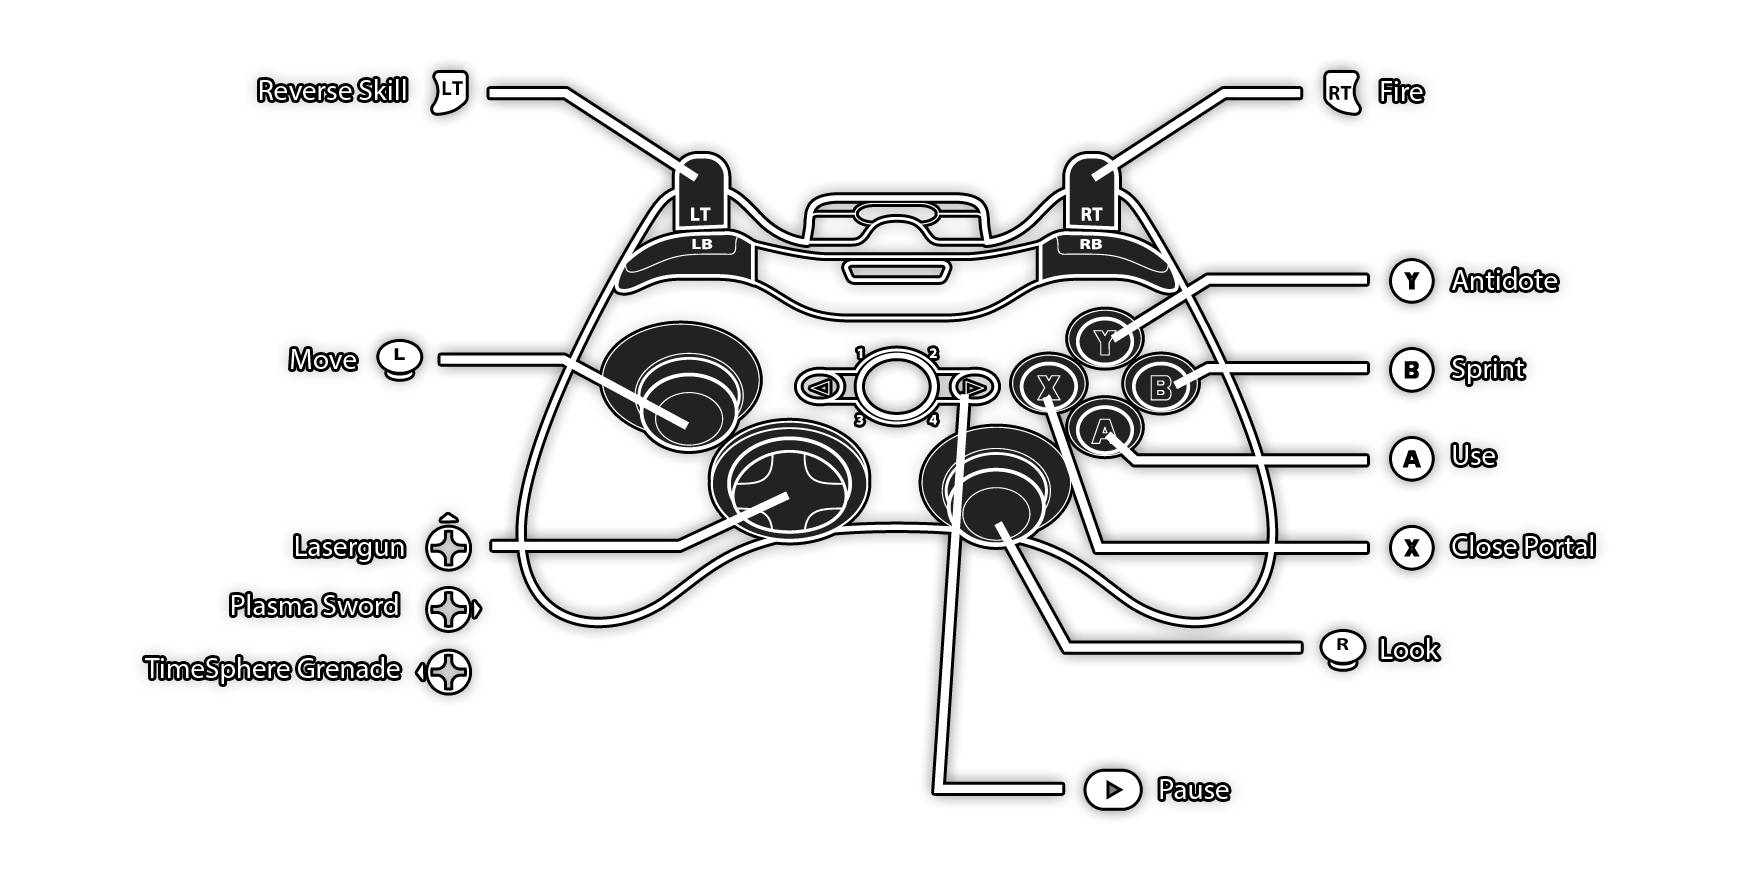 Reverse Skill LT
RT Fire
LT
RT
LB
RB
Y Antidote
Move L
1 2
Y
B Sprint
X
B
3 4
A
A Use
Lasergun
X Close Portal
Plasma Sword
R Look
TimeSphere Grenade
Pause